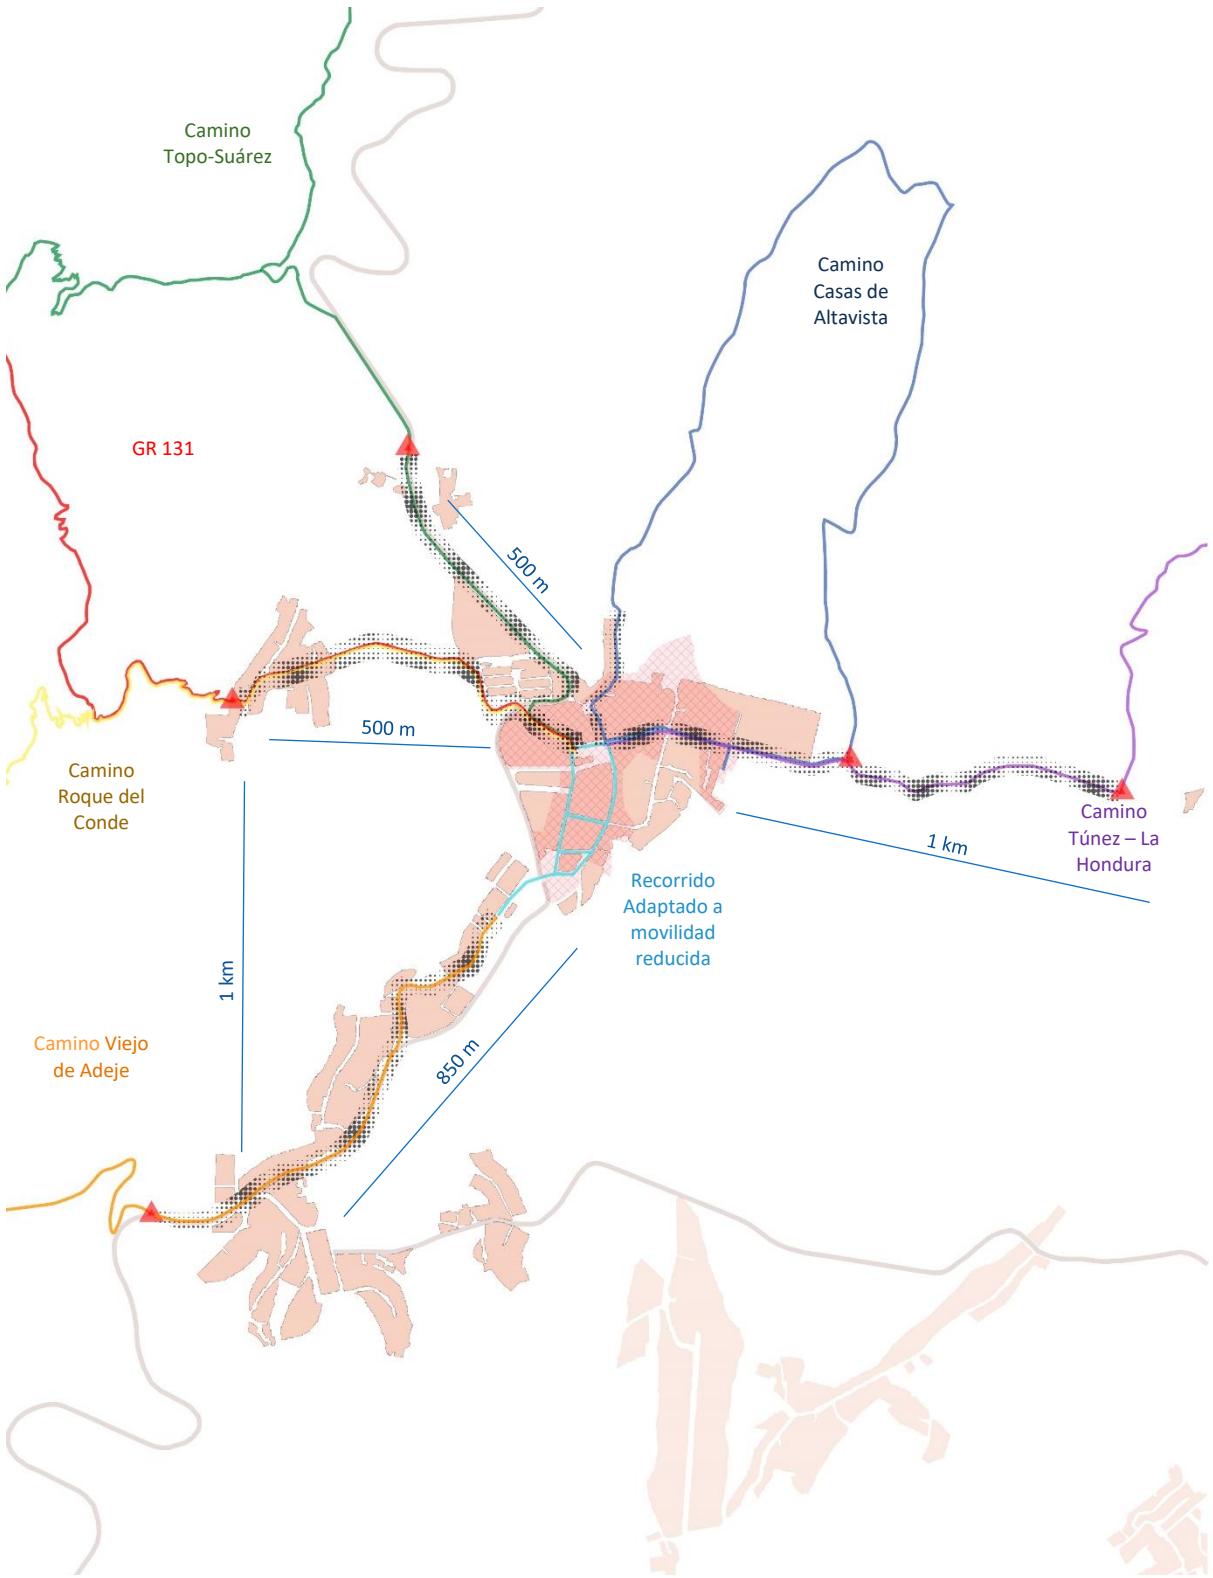 Camino
Topo-Suárez
Camino
Casas de
Altavista
GR 131
500 m
500 m
Camino
Roque del
Conde
Camino
Túnez – La
Hondura
1 km
Recorrido
Adaptado a
movilidad
reducida
1 km
Camino Viejo
de Adeje
850 m